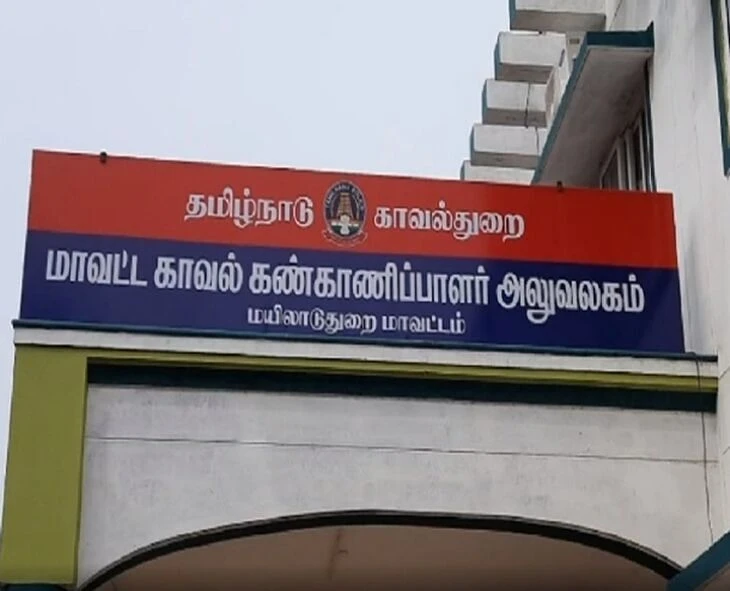 தமிழ்நாடு காவல்துறை
மாவட்ட காவல் கண்காணிப்பாளர் அலுவலகம்
மயிலாடுதுறை மாவட்டம்